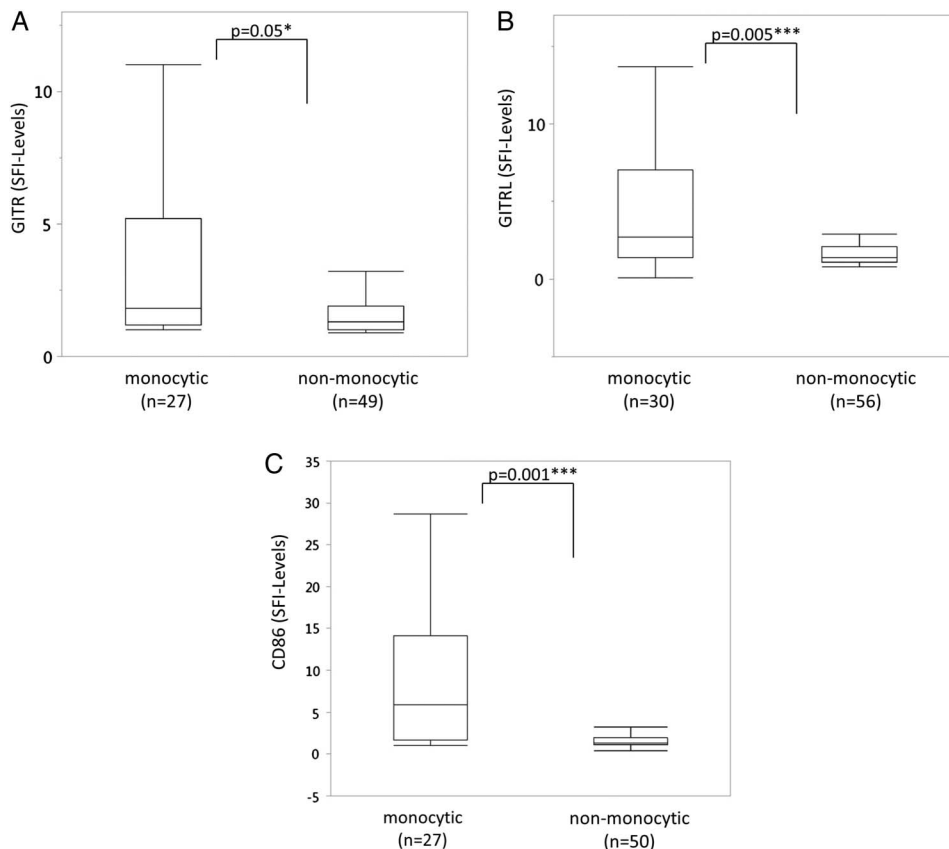 A
p=0.05*
GITR (SFI-Levels)
10
5
0
monocytic
(n=27)
non-monocytic
(n=49)
B
p=0.005***
GITRL (SFI-Levels)
10
0
monocytic
(n=30)
non-monocytic
(n=56)
C
p=0.001***
CD86 (SFI-Levels)
35
30
25
20
15
10
5
0
-5
monocytic
(n=27)
non-monocytic
(n=50)